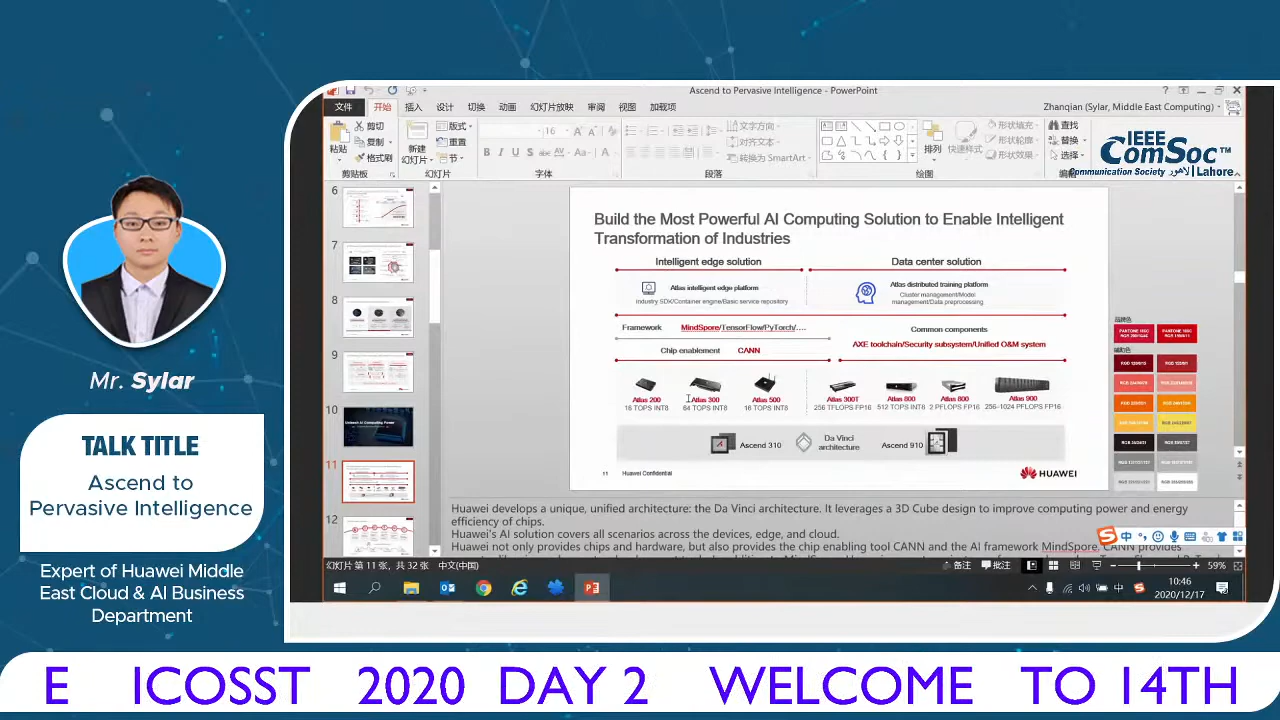 Ascend to Pervasive Intelligence - PowerPoint
文件 开始 插入 设计 切换 动画 幻灯片放映 审阅 视图 加载项
Zhanqian (Sylar, Middle East Computing)
粘贴
剪切
复制
格式刷
剪贴板
新建
幻灯片
版式
重置
节
幻灯片
16
B I U S abc
字体
文字方向
对齐文本
转换为 SmartArt
段落
排列
快速样式
形状填充
形状轮廓
形状效果
绘图
查找
替换
选择
编辑
IEEE
ComSoc™
Communication Society لاہور Lahore
6
7
8
9
10
11
12
Build the Most Powerful AI Computing Solution to Enable Intelligent
Transformation of Industries
Intelligent edge solution
Data center solution
Atlas intelligent edge platform
Industry SDK/Container engine/Basic service repository
Atlas distributed training platform
Cluster management/Model
management/Data preprocessing
Framework MindSpore/TensorFlow/PyTorch/....
Common components
Chip enablement CANN
AXE toolchain/Security subsystem/Unified O&M system
Atlas 200
16 TOPS INT8
Atlas 300
64 TOPS INT8
Atlas 500
16 TOPS INT8
Atlas 300T
256 TFLOPS FP16
Atlas 800
512 TOPS INT8
Atlas 800
2 PFLOPS FP16
Atlas 900
256-1024 PFLOPS FP16
Ascend 310
Da Vinci
architecture
Ascend 910
11 Huawei Confidential
HUAWEI
Huawei develops a unique, unified architecture: the Da Vinci architecture. It leverages a 3D Cube design to improve computing power and energy
efficiency of chips.
Huawei's AI solution covers all scenarios across the devices, edge, and cloud.
Huawei not only provides chips and hardware, but also provides the chip enabling tool CANN and the AI framework MindSpore. CANN provides
幻灯片 第 11 张，共 32 张 中文(中国)
备注 批注
59%
10:46
2020/12/17
Mr. Sylar
TALK TITLE
Ascend to
Pervasive Intelligence
Expert of Huawei Middle
East Cloud & AI Business
Department
E ICOSST 2020 DAY 2 WELCOME TO 14TH